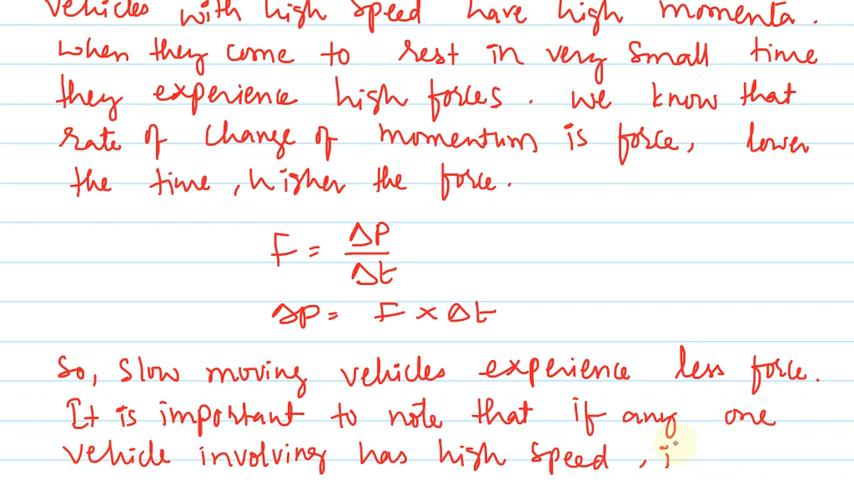 vehicles with high speed have high momenta.
when they come to rest in very small time
they experience high forces. we know that
rate of change of momentum is force, lower
the time, higher the force.
F = ΔP
Δt
ΔP = F × Δt
So, slow moving vehicles experience less force.
It is important to note that if any one
vehicle involving has high speed, i